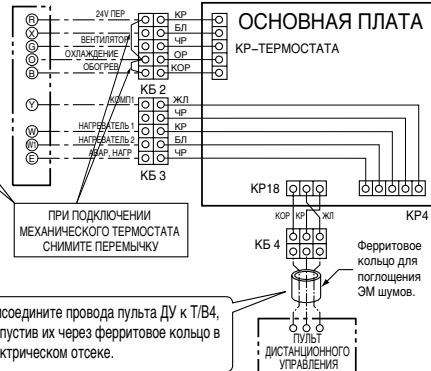 24V ПЕР
КР
R
X
БЛ
ВЕНТИЛЯТОР
ЧР
G
ОХЛАЖДЕНИЕ
ОР
O
ОБОГРЕВ
КОР
B
КБ 2
ОСНОВНАЯ ПЛАТА
КР–ТЕРМОСТАТА
Y
КОМП1
ЖЛ
ЧР
W
НАГРЕВАТЕЛЬ 1
КР
W1
НАГРЕВАТЕЛЬ 2
БЛ
E
АВАР, НАГР
ЧР
КБ 3
КР18
КР4
КОР
КР
ЖЛ
КБ 4
ПРИ ПОДКЛЮЧЕНИИ
МЕХАНИЧЕСКОГО ТЕРМОСТАТА
СНИМИТЕ ПЕРЕМЫЧКУ
Ферритовое
кольцо для
поглощения
ЭМ шумов.
исоедините провода пульта ДУ к Т/В4,
пустив их через ферритовое кольцо в
ктрическом отсеке.
ПУЛЬТ
ДИСТАНЦИОННОГО
УПРАВЛЕНИЯ